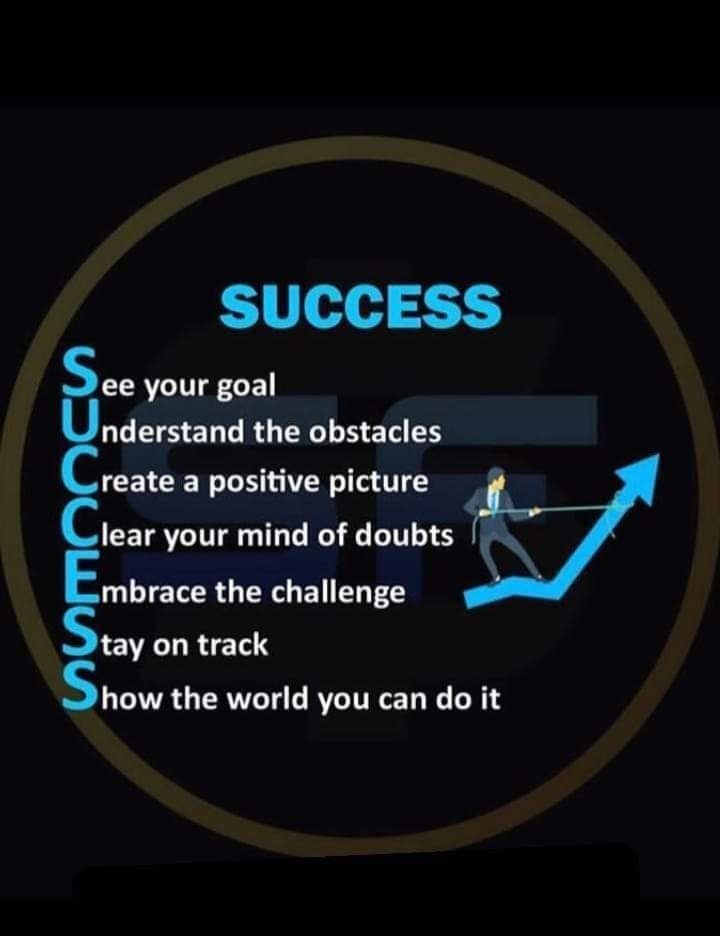 SUCCESS
See your goal
Understand the obstacles
Create a positive picture
Clear your mind of doubts
Embrace the challenge
Stay on track
Show the world you can do it
SF